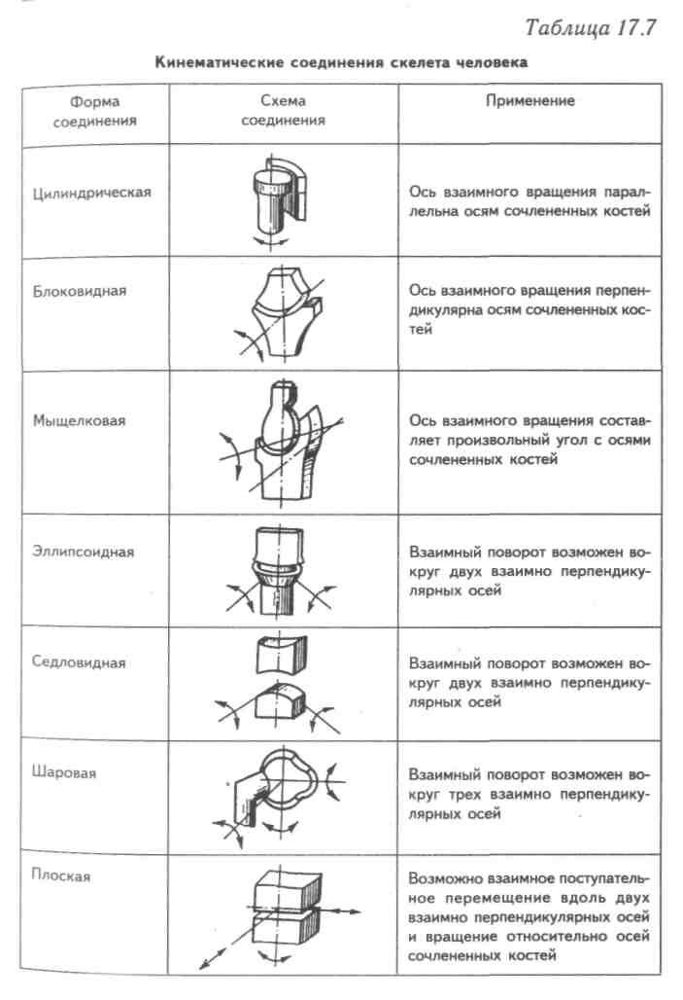 Таблица 17.7
Кинематические соединения скелета человека
Форма
соединения
Схема
соединения
Применение
Цилиндрическая
Ось взаимного вращения парал-
лельна осям сочлененных костей
Блоковидная
Ось взаимного вращения перпен-
дикулярна осям сочлененных кос-
тей
Мыщелковая
Ось взаимного вращения состав-
ляет произвольный угол с осями
сочлененных костей
Эллипсоидная
Взаимный поворот возможен во-
круг двух взаимно перпендику-
лярных осей
Седловидная
Взаимный поворот возможен во-
круг двух взаимно перпендику-
лярных осей
Шаровая
Взаимный поворот возможен во-
круг трех взаимно перпендику-
лярных осей
Плоская
Возможно взаимное поступатель-
ное перемещение вдоль двух
взаимно перпендикулярных осей
и вращение относительно осей
сочлененных костей